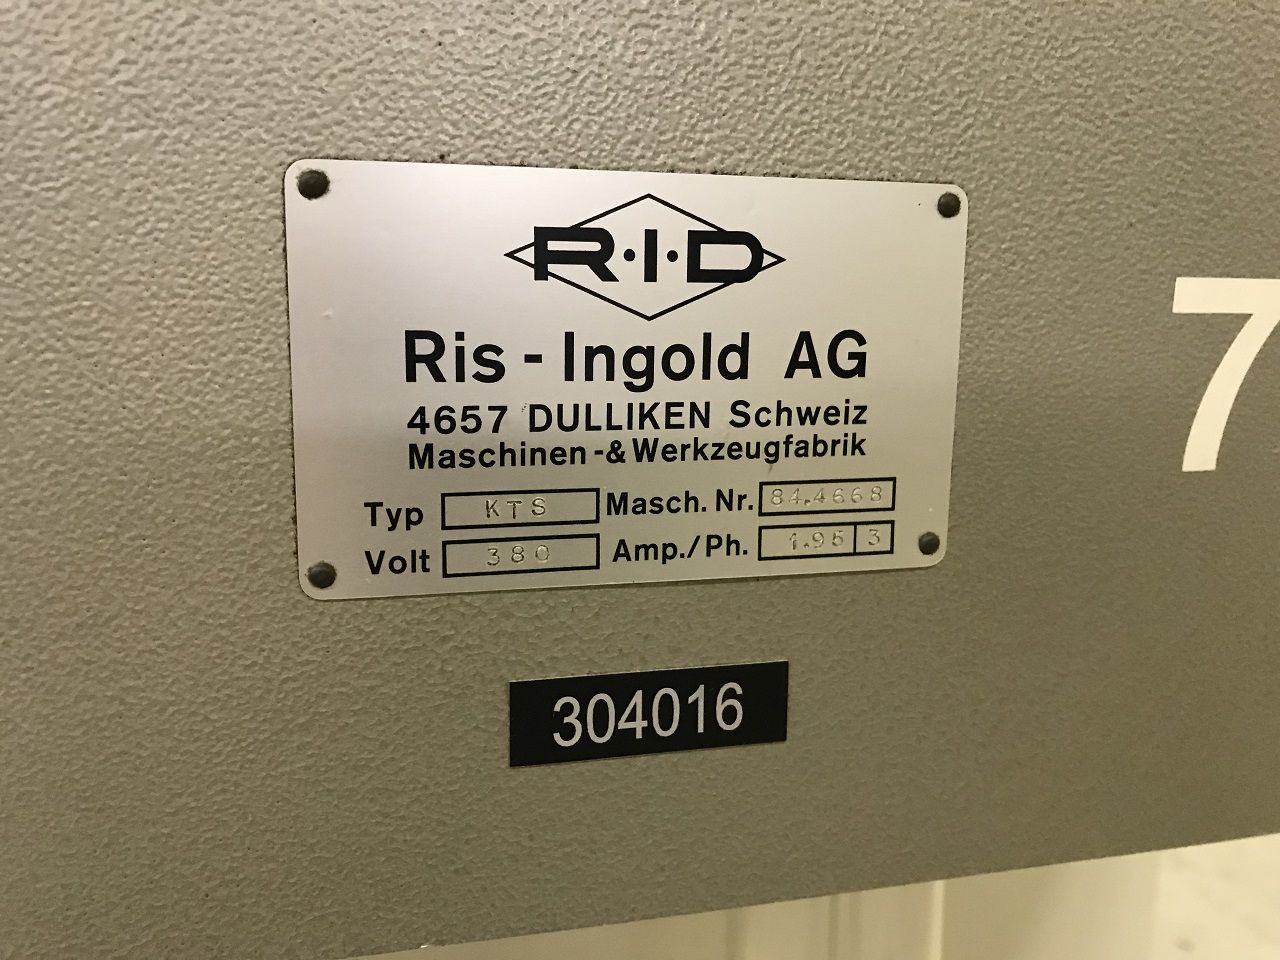 R·I·D
Ris - Ingold AG
4657 DULLIKEN Schweiz
Maschinen-& Werkzeugfabrik
Typ KTS Masch. Nr. 84.4668
Volt 380 Amp./Ph. 1.95 3
304016
7